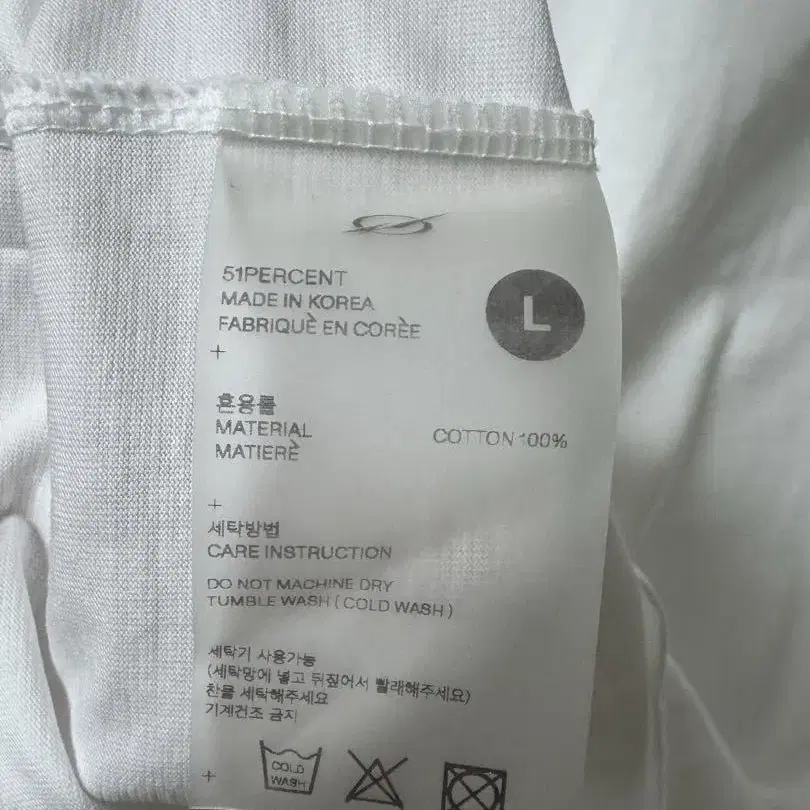 51PERCENT
MADE IN KOREA
FABRIQUÈ EN CORÈE
L
+
혼용률
MATERIAL
MATIERÈ
COTTON 100%
+
세탁방법
CARE INSTRUCTION
DO NOT MACHINE DRY
TUMBLE WASH ( COLD WASH )
세탁기 사용가능
(세탁망에 넣고 뒤짚어서 빨래해주세요)
찬물 세탁해주세요
기계건조 금지
+
COLD
WASH